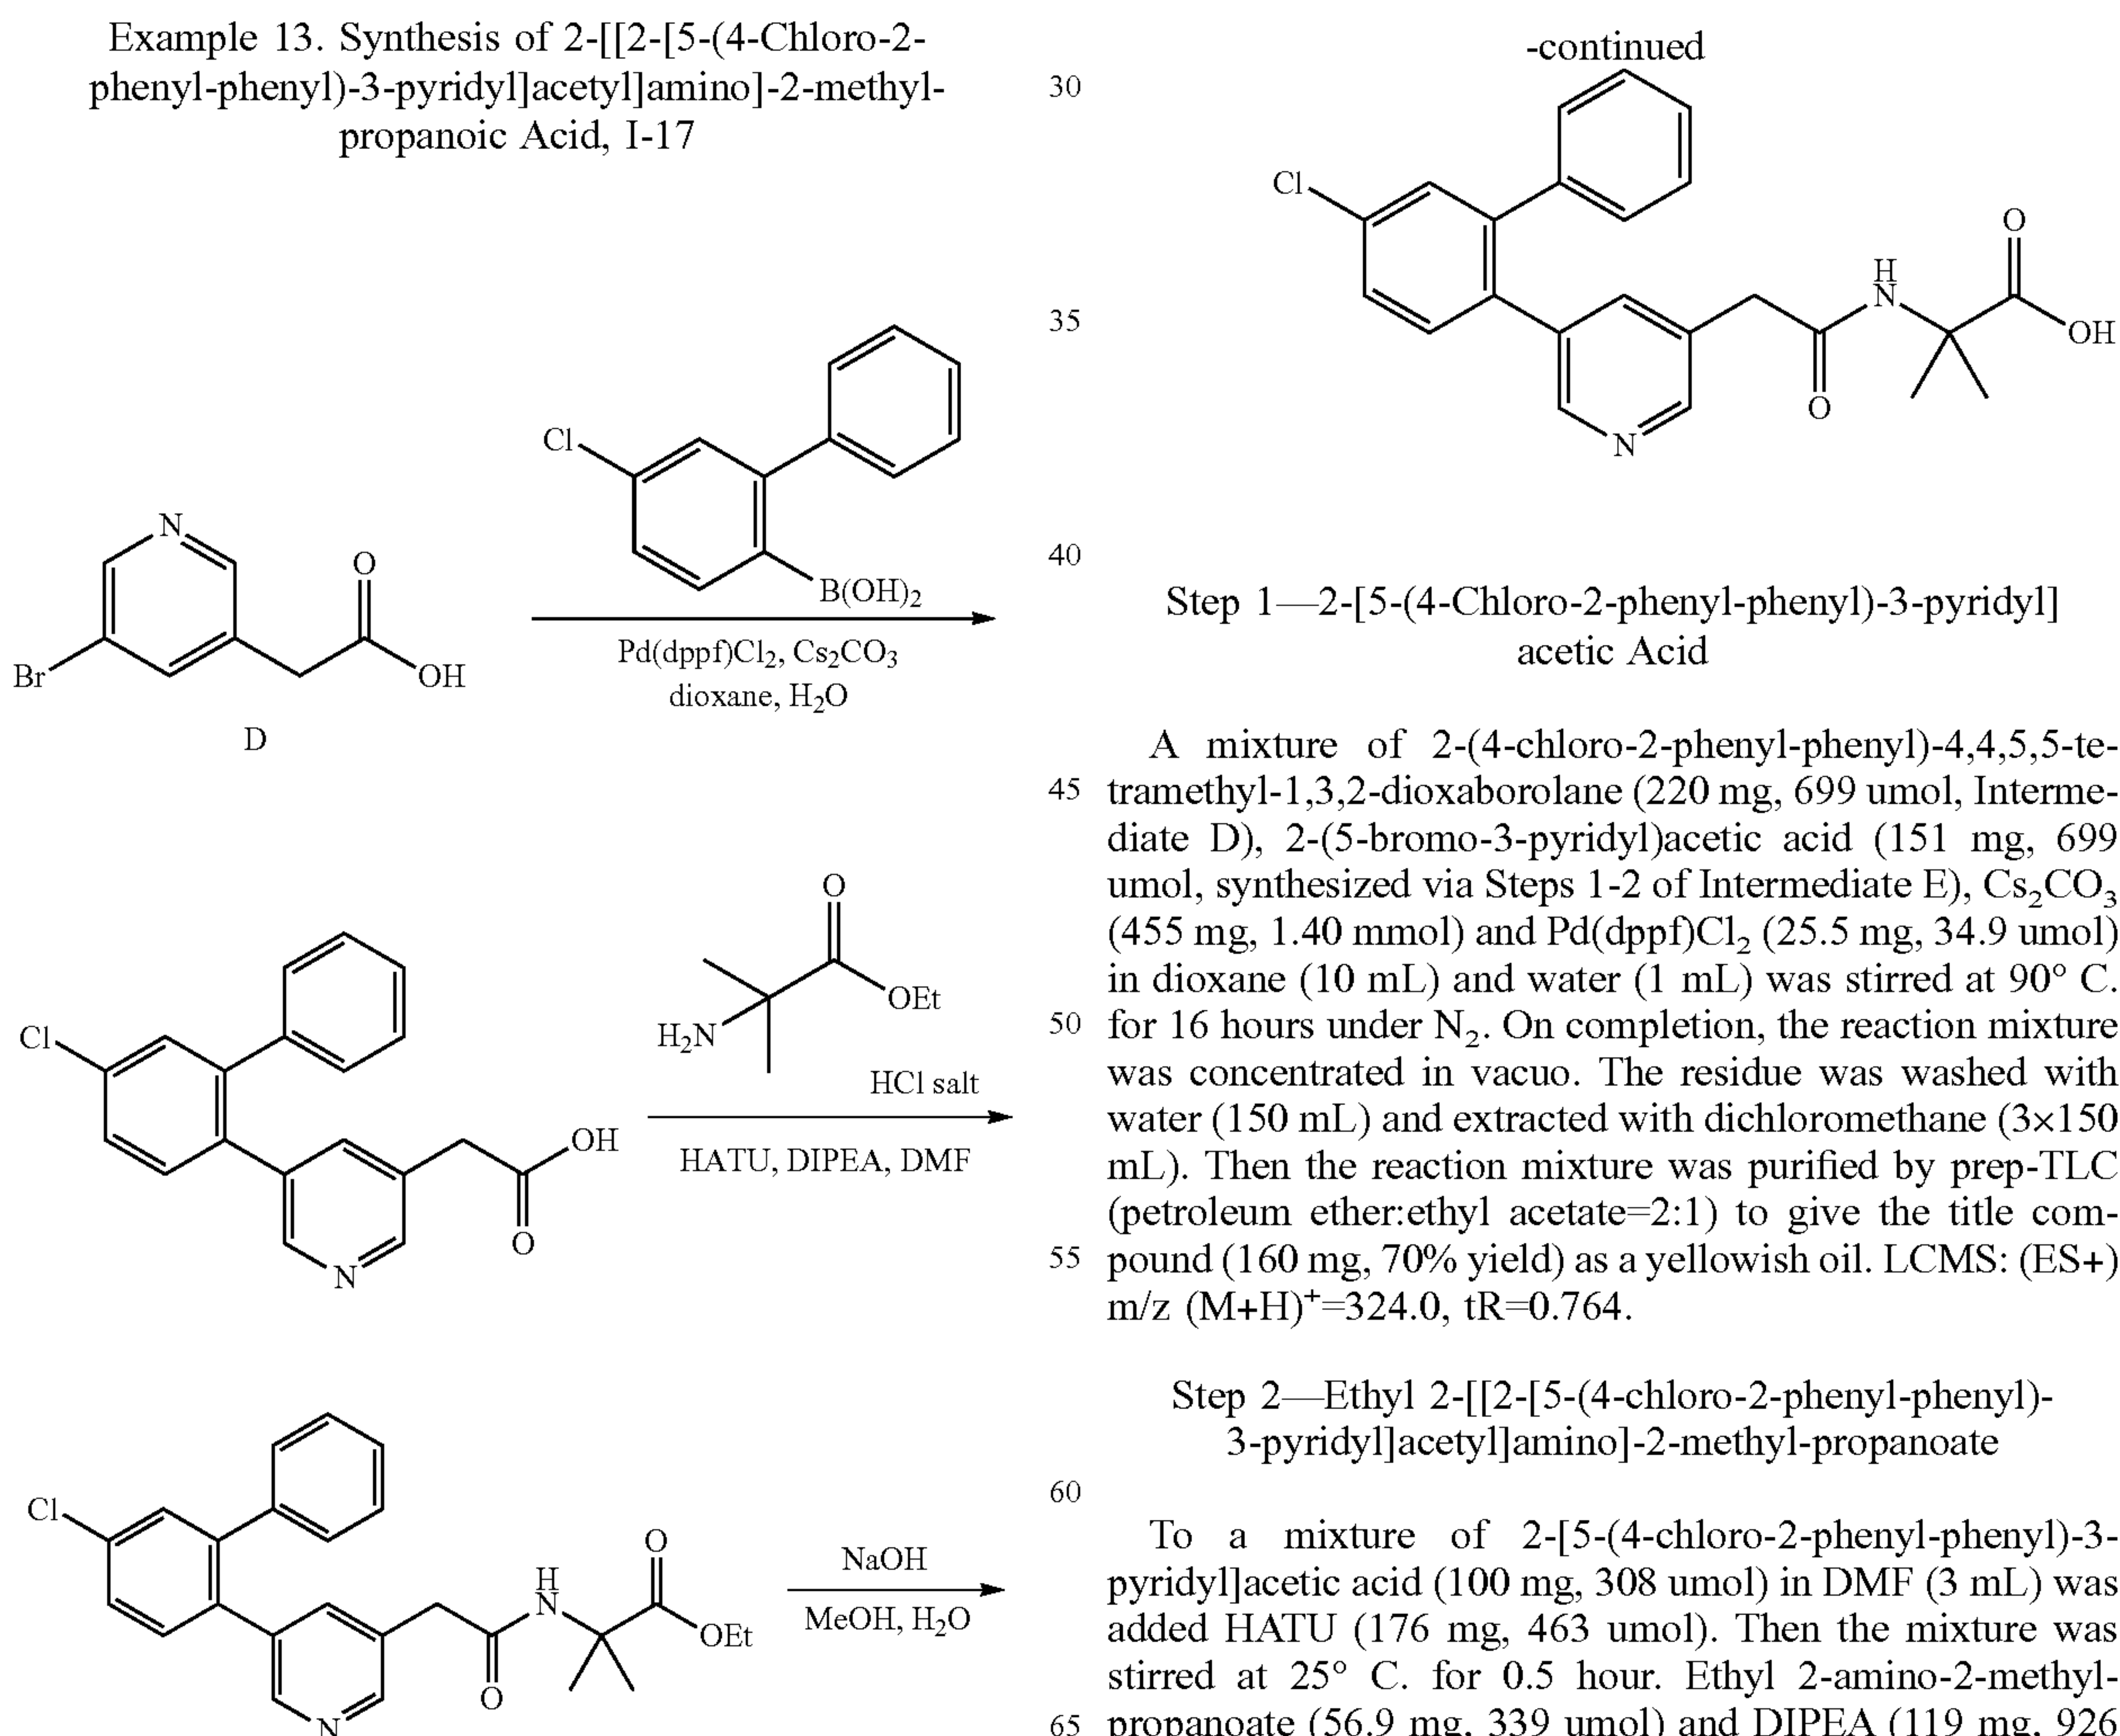 Example 13. Synthesis of 2-[[2-[5-(4-Chloro-2-
phenyl-phenyl)-3-pyridyl]acetyl]amino]-2-methyl-
propanoic Acid, I-17
Cl
B(OH)2
N
O
Br
OH
Pd(dppf)Cl2, Cs2CO3
dioxane, H2O
D
O
OEt
H2N
HCl salt
Cl
OH
O
N
HATU, DIPEA, DMF
Cl
H
N
O
OEt
O
N
NaOH
MeOH, H2O
-continued
30
Cl
O
H
N
OH
O
N
35
40
Step 1—2-[5-(4-Chloro-2-phenyl-phenyl)-3-pyridyl]
acetic Acid
A mixture of 2-(4-chloro-2-phenyl-phenyl)-4,4,5,5-te-
45 tramethyl-1,3,2-dioxaborolane (220 mg, 699 umol, Interme-
diate D), 2-(5-bromo-3-pyridyl)acetic acid (151 mg, 699
umol, synthesized via Steps 1-2 of Intermediate E), Cs2CO3
(455 mg, 1.40 mmol) and Pd(dppf)Cl2 (25.5 mg, 34.9 umol)
in dioxane (10 mL) and water (1 mL) was stirred at 90° C.
50 for 16 hours under N2. On completion, the reaction mixture
was concentrated in vacuo. The residue was washed with
water (150 mL) and extracted with dichloromethane (3×150
mL). Then the reaction mixture was purified by prep-TLC
(petroleum ether:ethyl acetate=2:1) to give the title com-
55 pound (160 mg, 70% yield) as a yellowish oil. LCMS: (ES+)
m/z (M+H)+=324.0, tR=0.764.
Step 2—Ethyl 2-[[2-[5-(4-chloro-2-phenyl-phenyl)-
3-pyridyl]acetyl]amino]-2-methyl-propanoate
60
To a mixture of 2-[5-(4-chloro-2-phenyl-phenyl)-3-
pyridyl]acetic acid (100 mg, 308 umol) in DMF (3 mL) was
added HATU (176 mg, 463 umol). Then the mixture was
stirred at 25° C. for 0.5 hour. Ethyl 2-amino-2-methyl-
65 propanoate (56.9 mg, 339 umol) and DIPEA (119 mg, 926